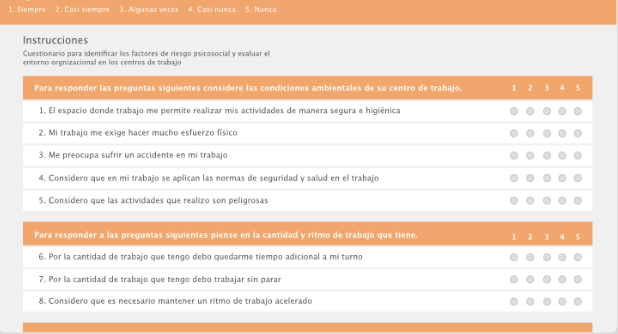 1. Siempre 2. Casi siempre 3. Algunas veces 4. Casi nunca 5. Nunca
Instrucciones
Cuestionario para identificar los factores de riesgo psicosocial y evaluar el
entorno orgnizacional en los centros de trabajo
Para responder las preguntas siguientes considere las condiciones ambientales de su centro de trabajo. 1 2 3 4 5
1. El espacio donde trabajo me permite realizar mis actividades de manera segura e higiénica
2. Mi trabajo me exige hacer mucho esfuerzo físico
3. Me preocupa sufrir un accidente en mi trabajo
4. Considero que en mi trabajo se aplican las normas de seguridad y salud en el trabajo
5. Considero que las actividades que realizo son peligrosas
Para responder a las preguntas siguientes piense en la cantidad y ritmo de trabajo que tiene. 1 2 3 4 5
6. Por la cantidad de trabajo que tengo debo quedarme tiempo adicional a mi turno
7. Por la cantidad de trabajo que tengo debo trabajar sin parar
8. Considero que es necesario mantener un ritmo de trabajo acelerado